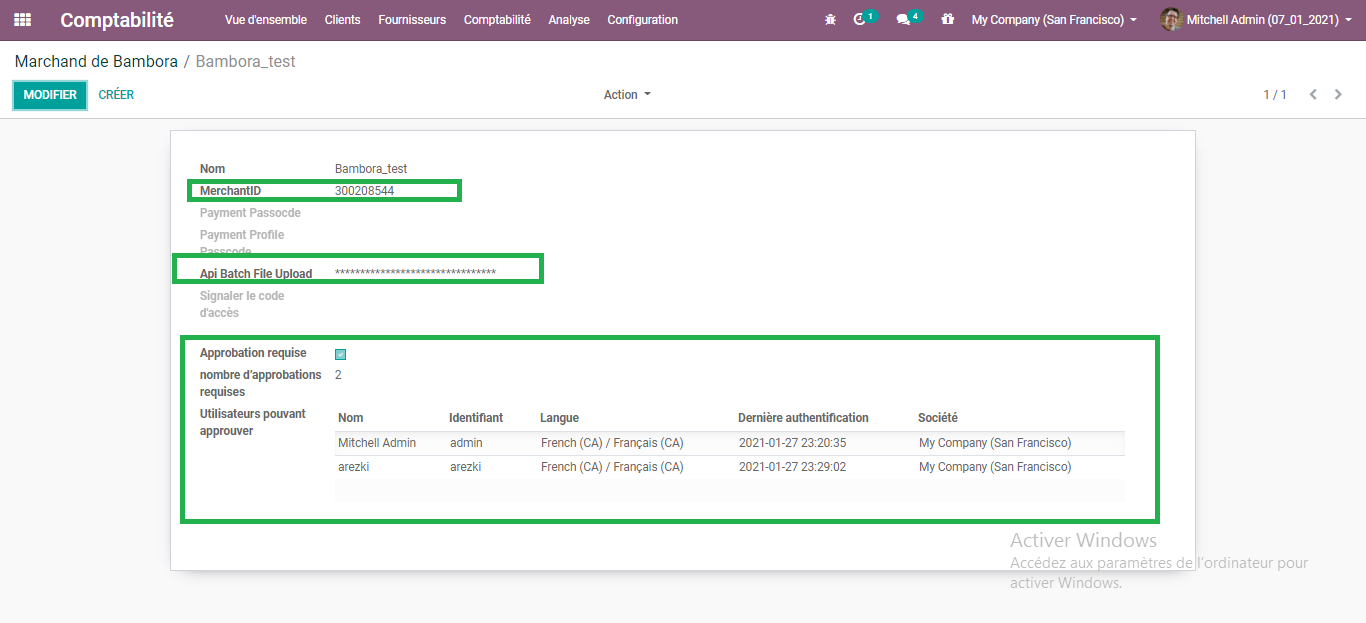 Comptabilité Vue d'ensemble Clients Fournisseurs Comptabilité Analyse Configuration 1 4 My Company (San Francisco) Mitchell Admin (07_01_2021)
Marchand de Bambora / Bambora_test
MODIFIER CRÉER Action 1 / 1
Nom Bambora_test
MerchantID 300208544
Payment Passocde
Payment Profile
Passcode
Api Batch File Upload ********************************
Signaler le code
d'accès
Approbation requise
nombre d'approbations 2
requises
Utilisateurs pouvant
approuver
Nom Identifiant Langue Dernière authentification Société
Mitchell Admin admin French (CA) / Français (CA) 2021-01-27 23:20:35 My Company (San Francisco)
arezki arezki French (CA) / Français (CA) 2021-01-27 23:29:02 My Company (San Francisco)
Activer Windows
Accédez aux paramètres de l'ordinateur pour
activer Windows.